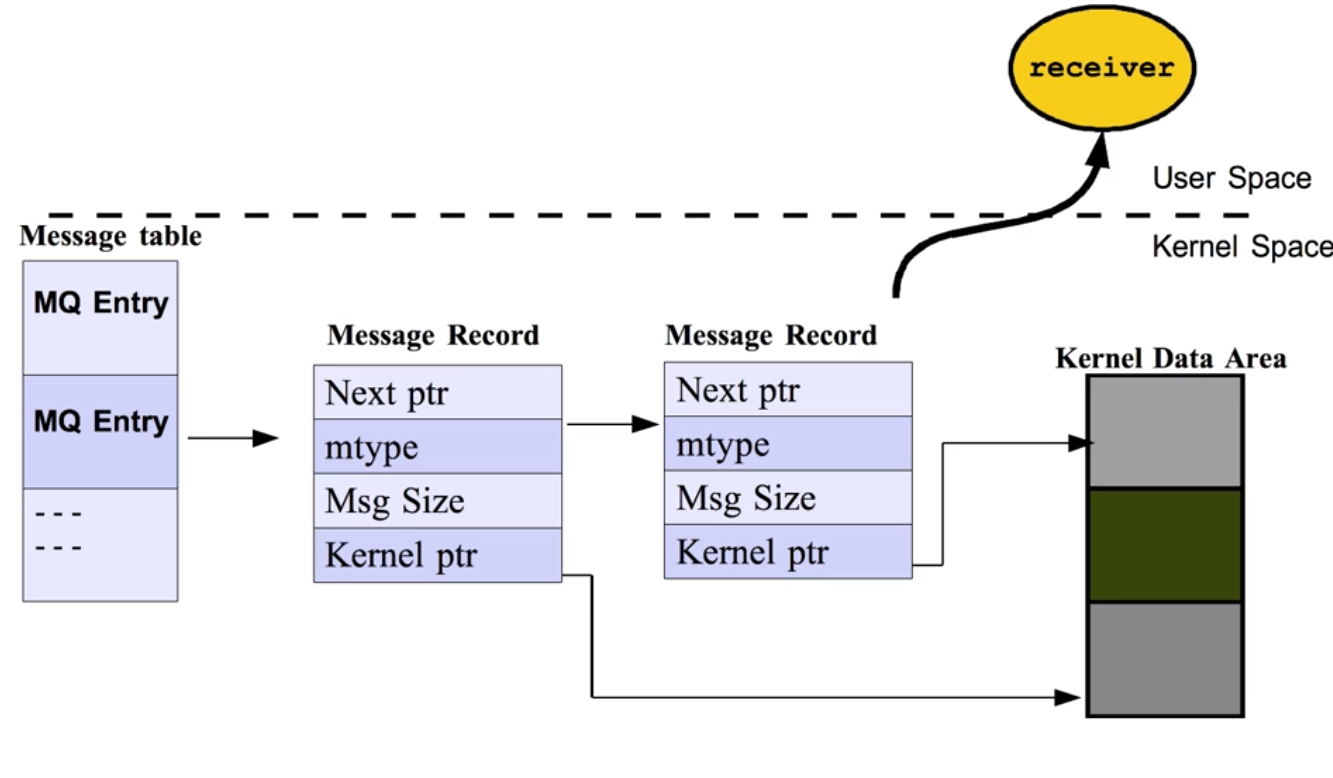 receiver
User Space
Message table
Kernel Space
MQ Entry
MQ Entry
- - -
- - -
Message Record
Next ptr
mtype
Msg Size
Kernel ptr
Message Record
Next ptr
mtype
Msg Size
Kernel ptr
Kernel Data Area